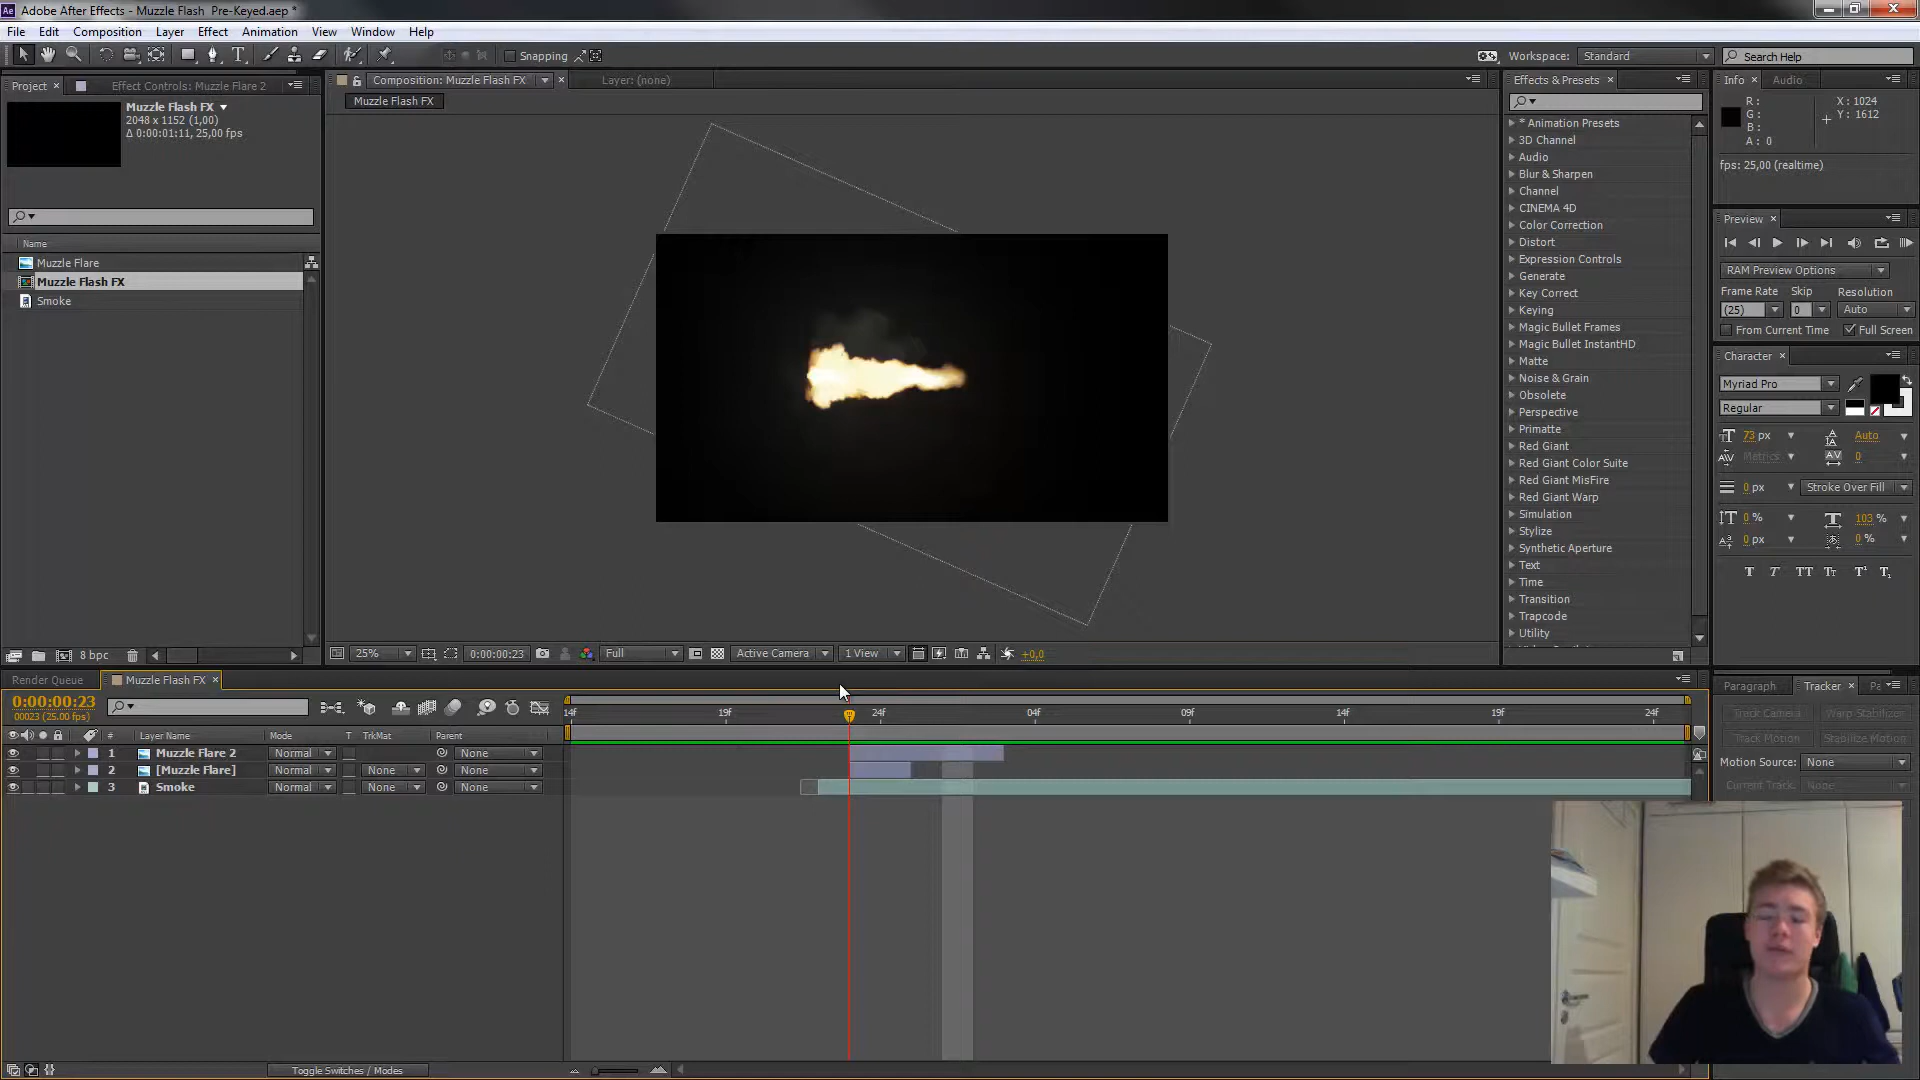 Adobe After Effects - Muzzle Flash  Pre-Keyed.aep *
File Edit Composition Layer Effect Animation View Window Help
Snapping
Workspace: Standard
Search Help
Project
Effect Controls: Muzzle Flare 2
Composition: Muzzle Flash FX
Layer: (none)
Effects & Presets
Info
Audio
Muzzle Flash FX
2048 x 1152 (1,00)
Δ 0:00:01:11, 25,00 fps
Muzzle Flash FX
Name
Muzzle Flare
Muzzle Flash FX
Smoke
8 bpc
25%
0:00:00:23
Full
Active Camera
1 View
+0,0
* Animation Presets
3D Channel
Audio
Blur & Sharpen
Channel
CINEMA 4D
Color Correction
Distort
Expression Controls
Generate
Key Correct
Keying
Magic Bullet Frames
Magic Bullet InstantHD
Matte
Noise & Grain
Obsolete
Perspective
Primatte
Red Giant
Red Giant Color Suite
Red Giant MisFire
Red Giant Warp
Simulation
Stylize
Synthetic Aperture
Text
Time
Transition
Trapcode
Utility
R :
G :
B :
A : 0
X : 1024
Y : 1612
fps: 25,00 (realtime)
Preview
RAM Preview Options
Frame Rate Skip Resolution
(25) 0 Auto
From Current Time Full Screen
Character
Myriad Pro
Regular
73 px Auto
Metrics 0
0 px Stroke Over Fill
0 % 103 %
0 px 0 %
Render Queue
Muzzle Flash FX
0:00:00:23
00023 (25.00 fps)
# Layer Name Mode T TrkMat Parent
14f 19f 24f 04f 09f 14f 19f 24f
1 Muzzle Flare 2 Normal None
2 [Muzzle Flare] Normal None None
3 Smoke Normal None None
Toggle Switches / Modes
Paragraph
Tracker
Track Camera Warp Stabilizer
Track Motion Stabilize Motion
Motion Source: None
Current Track: None